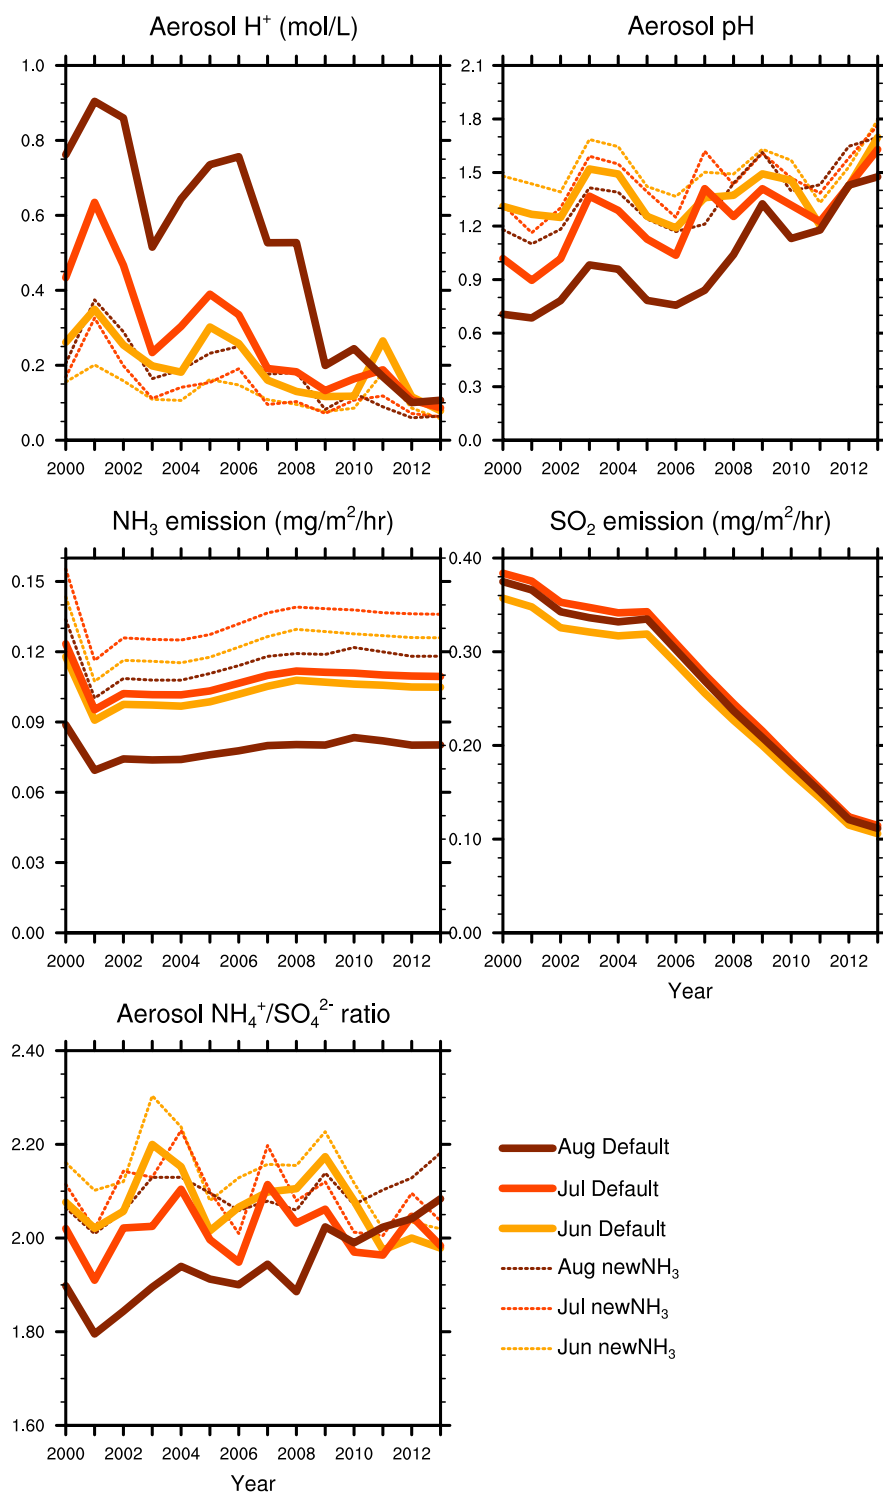 Aerosol H⁺ (mol/L)
1.0
0.8
0.6
0.4
0.2
0.0
2000 2002 2004 2006 2008 2010 2012
Aerosol pH
2.1
1.8
1.5
1.2
0.9
0.6
0.3
0.0
2000 2002 2004 2006 2008 2010 2012
NH₃ emission (mg/m²/hr)
0.15
0.12
0.09
0.06
0.03
0.00
2000 2002 2004 2006 2008 2010 2012
SO₂ emission (mg/m²/hr)
0.40
0.30
0.20
0.10
0.00
2000 2002 2004 2006 2008 2010 2012
Year
Aerosol NH₄⁺/SO₄²⁻ ratio
2.40
2.20
2.00
1.80
1.60
2000 2002 2004 2006 2008 2010 2012
Year
Aug Default
Jul Default
Jun Default
Aug newNH₃
Jul newNH₃
Jun newNH₃